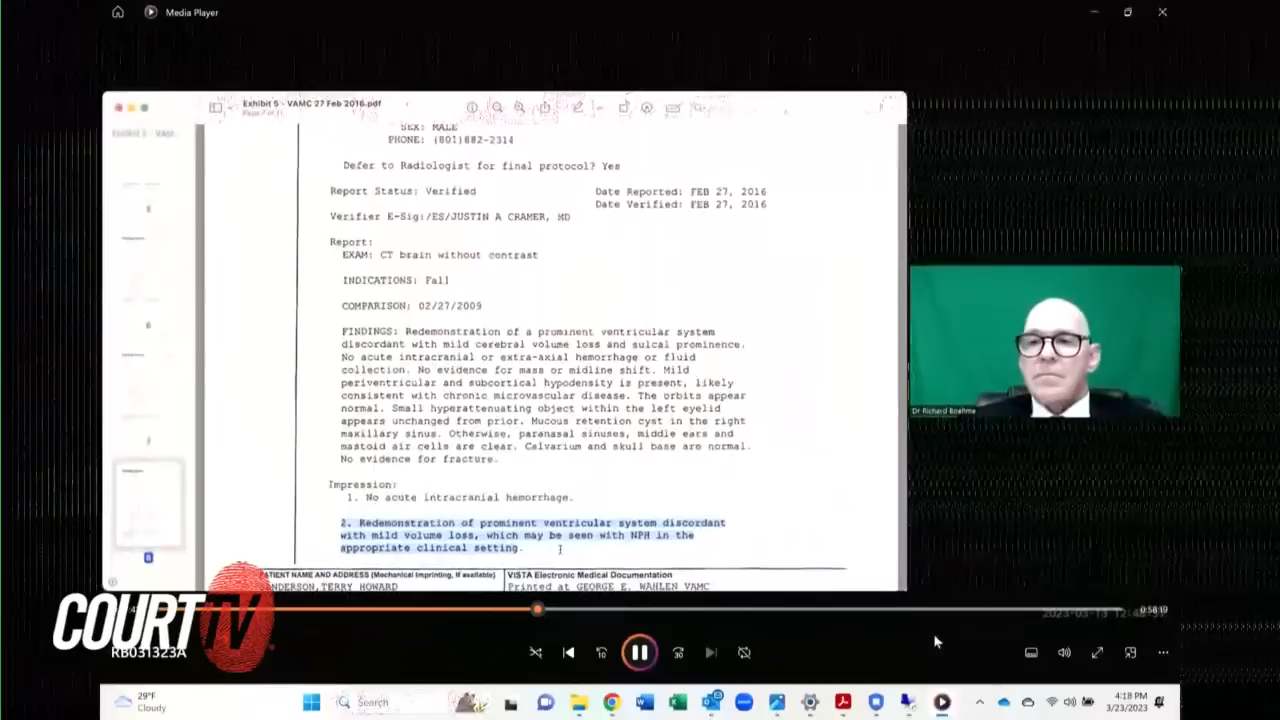 Media Player
Exhibit 5 - VAMC 27 Feb 2016.pdf
SEX: MALE
PHONE: (801)882-2314
Defer to Radiologist for final protocol? Yes
Report Status: Verified
Date Reported: FEB 27, 2016
Date Verified: FEB 27, 2016
Verifier E-Sig:/ES/JUSTIN A CRAMER, MD
Report:
EXAM: CT brain without contrast
INDICATIONS: Fall
COMPARISON: 02/27/2009
FINDINGS: Redemonstration of a prominent ventricular system
discordant with mild cerebral volume loss and sulcal prominence.
No acute intracranial or extra-axial hemorrhage or fluid
collection. No evidence for mass or midline shift. Mild
periventricular and subcortical hypodensity is present, likely
consistent with chronic microvascular disease. The orbits appear
normal. Small hyperattenuating object within the left eyelid
appears unchanged from prior. Mucous retention cyst in the right
maxillary sinus. Otherwise, paranasal sinuses, middle ears and
mastoid air cells are clear. Calvarium and skull base are normal.
No evidence for fracture.
Impression:
1. No acute intracranial hemorrhage.
2. Redemonstration of prominent ventricular system discordant
with mild volume loss, which may be seen with NPH in the
appropriate clinical setting.
ATIENT NAME AND ADDRESS (Mechanical Imprinting, if available)
VISTA Electronic Medical Documentation
NDERSON,TERRY HOWARD
Printed at GEORGE E. WAHLEN VAMC
Dr Richard Boehme
COURT TV
0:58:19
RB031323A
10
30
29°F
Cloudy
Search
4:18 PM
3/23/2023